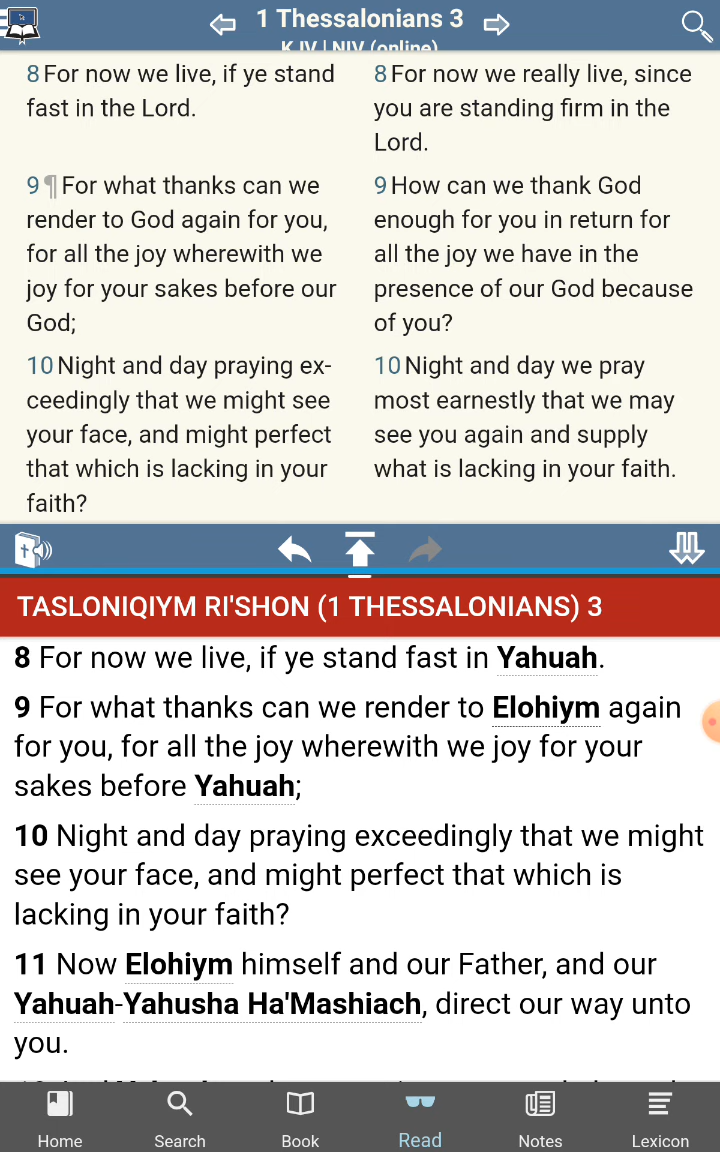 1 Thessalonians 3
KJV | NIV (online)
8 For now we live, if ye stand
fast in the Lord.
9 ¶ For what thanks can we
render to God again for you,
for all the joy wherewith we
joy for your sakes before our
God;
10 Night and day praying ex-
ceedingly that we might see
your face, and might perfect
that which is lacking in your
faith?
8 For now we really live, since
you are standing firm in the
Lord.
9 How can we thank God
enough for you in return for
all the joy we have in the
presence of our God because
of you?
10 Night and day we pray
most earnestly that we may
see you again and supply
what is lacking in your faith.
TASLONIQIYM RI'SHON (1 THESSALONIANS) 3
8 For now we live, if ye stand fast in Yahuah.
9 For what thanks can we render to Elohiym again
for you, for all the joy wherewith we joy for your
sakes before Yahuah;
10 Night and day praying exceedingly that we might
see your face, and might perfect that which is
lacking in your faith?
11 Now Elohiym himself and our Father, and our
Yahuah-Yahusha Ha'Mashiach, direct our way unto
you.
Home
Search
Book
Read
Notes
Lexicon